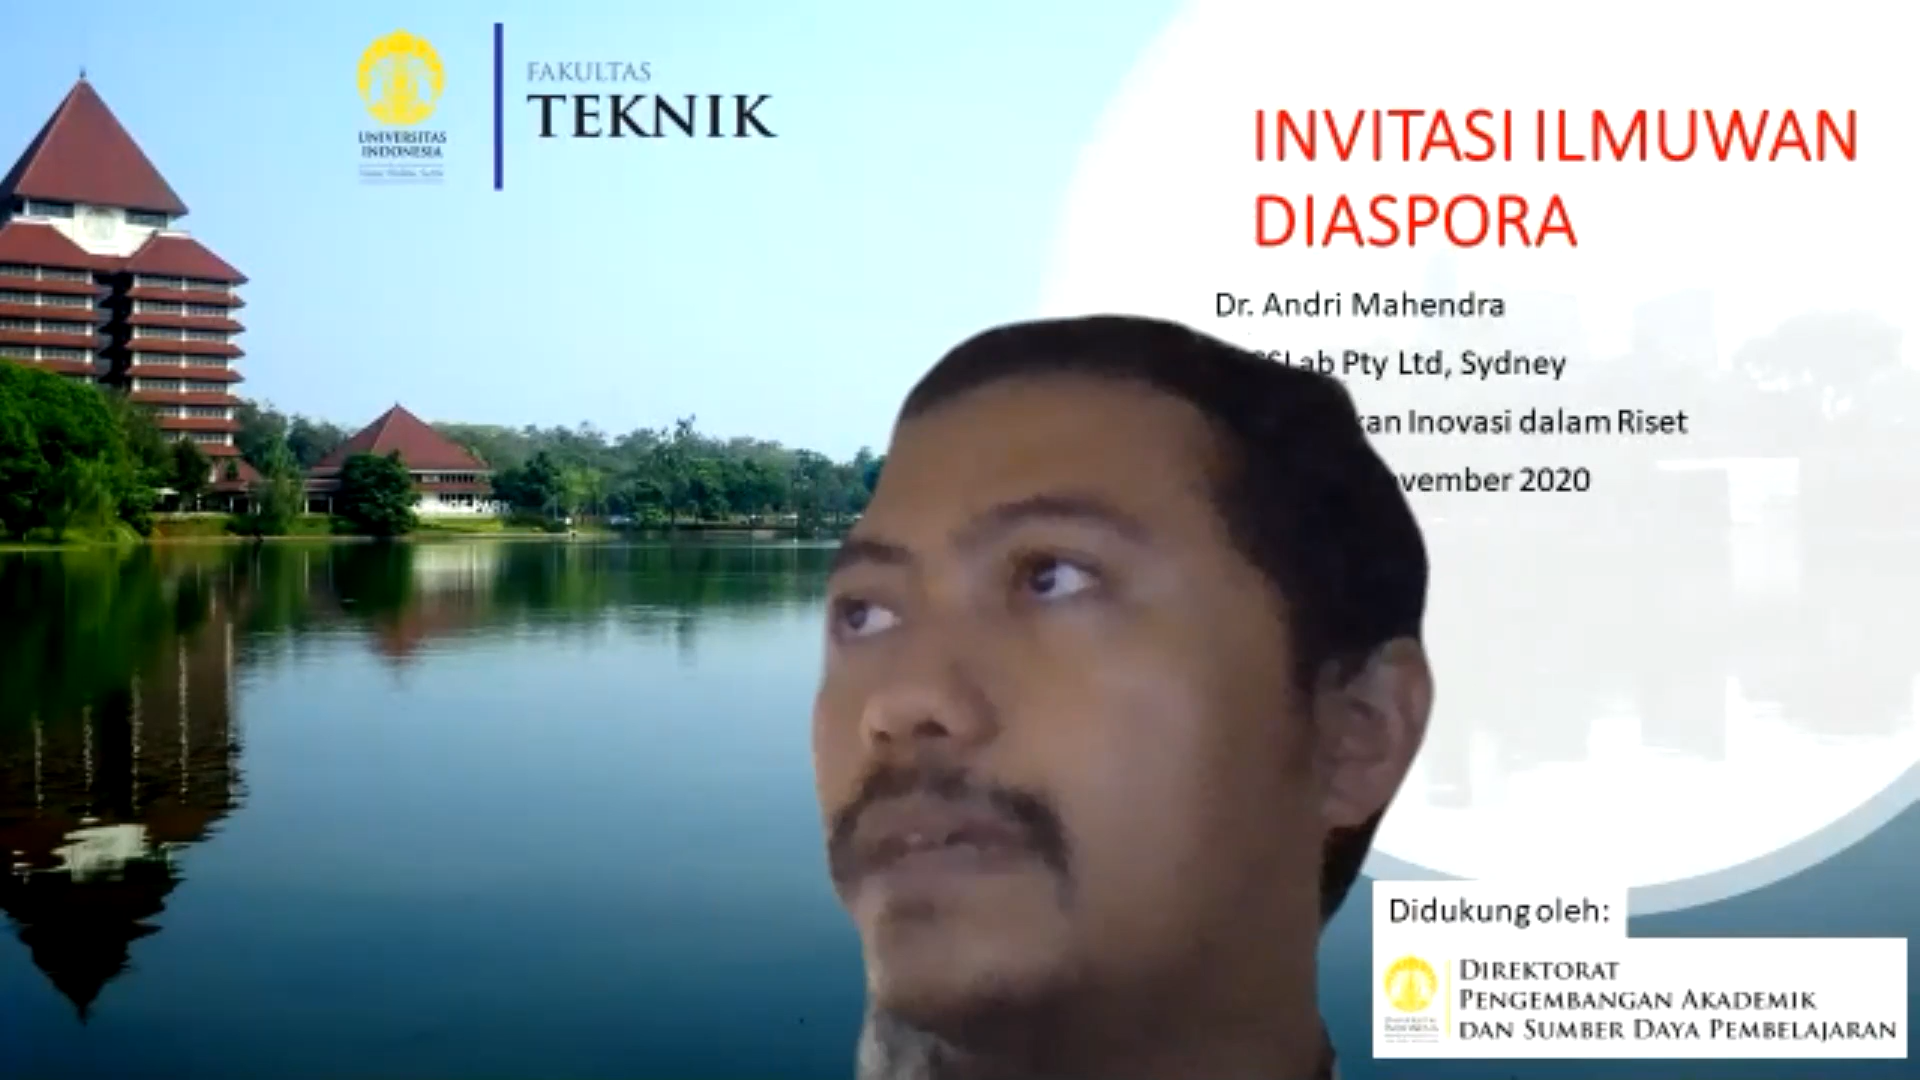 UNIVERSITAS
INDONESIA
FAKULTAS
TEKNIK
INVITASI ILMUWAN
DIASPORA
Dr. Andri Mahendra
Pty Ltd, Sydney
Inovasi dalam Riset
2020
Didukung oleh:
DIREKTORAT
PENGEMBANGAN AKADEMIK
DAN SUMBER DAYA PEMBELAJARAN